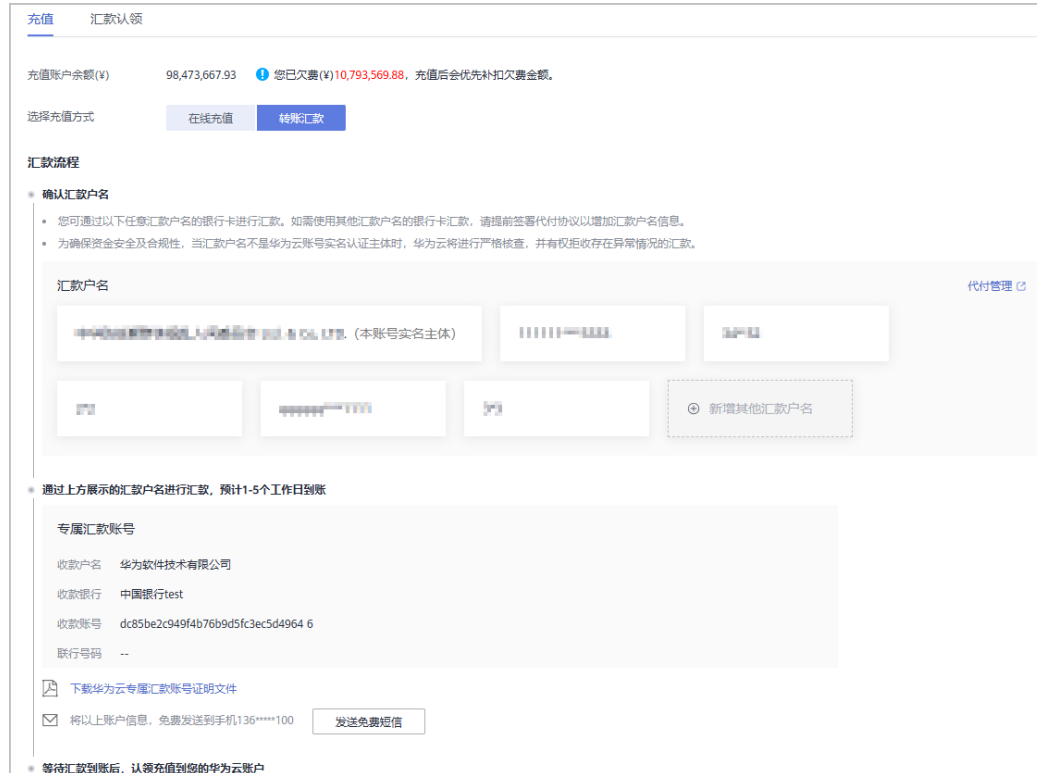 充值 汇款认领
充值账户余额(¥) 98,473,667.93 您已欠费(¥)10,793,569.88，充值后会优先补扣欠费金额。
选择充值方式 在线充值 转账汇款
汇款流程
确认汇款户名
您可通过以下任意汇款户名的银行卡进行汇款。如需使用其他汇款户名的银行卡汇款，请提前签署代付协议以增加汇款户名信息。
为确保资金安全及合规性，当汇款户名不是华为云账号实名认证主体时，华为云将进行严格核查，并有权拒收存在异常情况的汇款。
汇款户名 代付管理
（本账号实名主体）
新增其他汇款户名
通过上方展示的汇款户名进行汇款，预计1-5个工作日到账
专属汇款账号
收款户名 华为软件技术有限公司
收款银行 中国银行test
收款账号 dc85be2c949f4b76b9d5fc3ec5d4964 6
联行号码 --
下载华为云专属汇款账号证明文件
将以上账户信息，免费发送到手机136*****100 发送免费短信
等待汇款到账后，认领充值到您的华为云账户